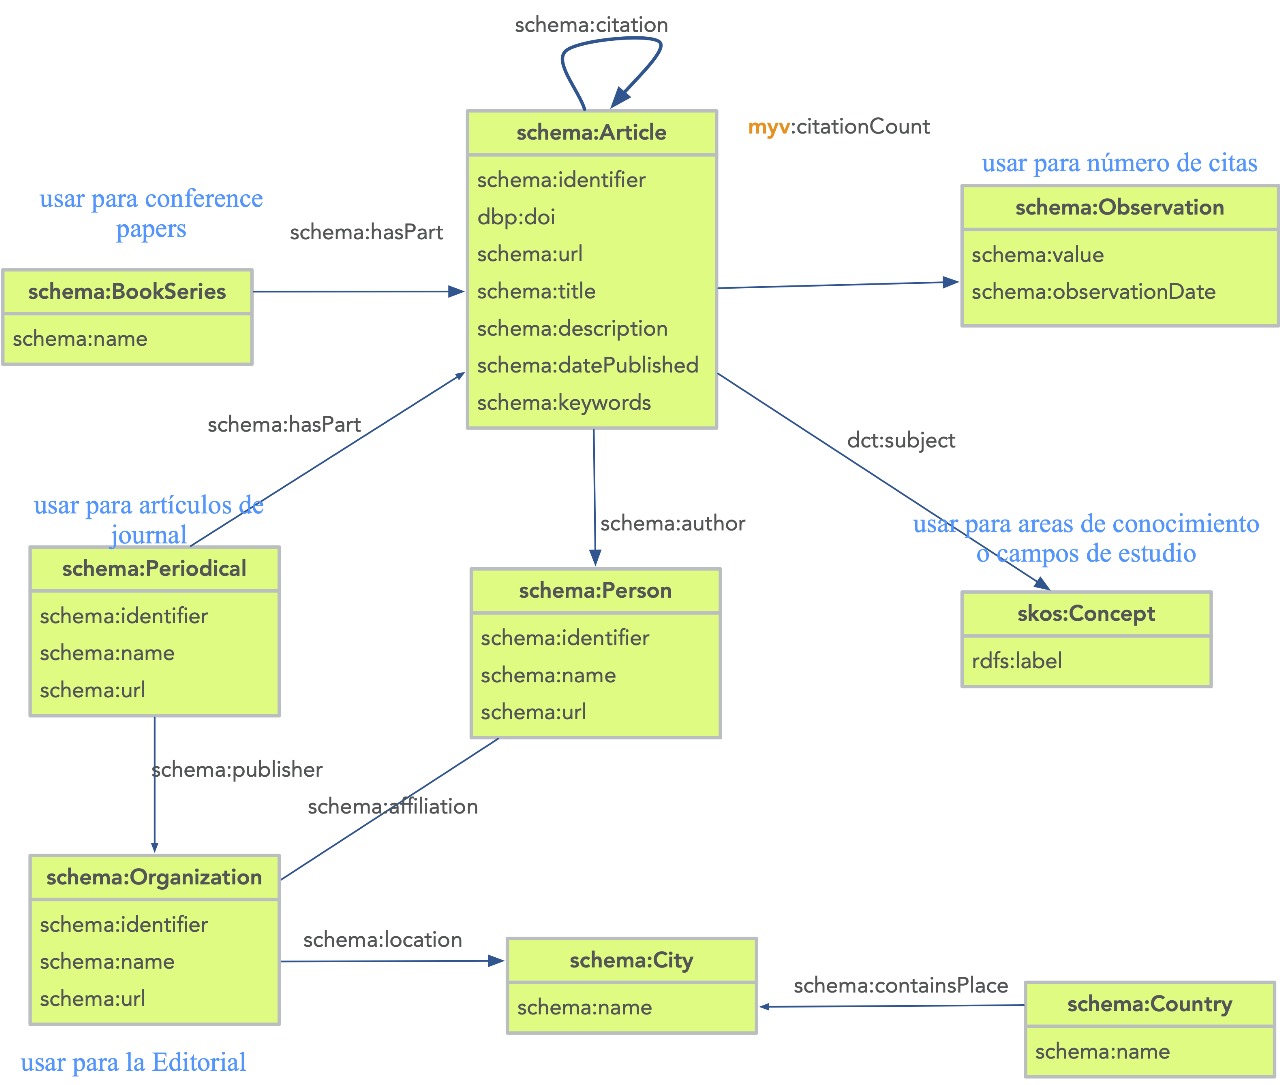 schema:citation
schema:Article
schema:identifier
dbp:doi
schema:url
schema:title
schema:description
schema:datePublished
schema:keywords
myv:citationCount
usar para número de citas
schema:Observation
schema:value
schema:observationDate
usar para conference
papers
schema:hasPart
schema:BookSeries
schema:name
schema:hasPart
dct:subject
usar para artículos de
journal
schema:Periodical
schema:identifier
schema:name
schema:url
schema:author
schema:Person
schema:identifier
schema:name
schema:url
usar para areas de conocimiento
o campos de estudio
skos:Concept
rdfs:label
schema:publisher
schema:affiliation
schema:Organization
schema:identifier
schema:name
schema:url
usar para la Editorial
schema:location
schema:City
schema:name
schema:containsPlace
schema:Country
schema:name